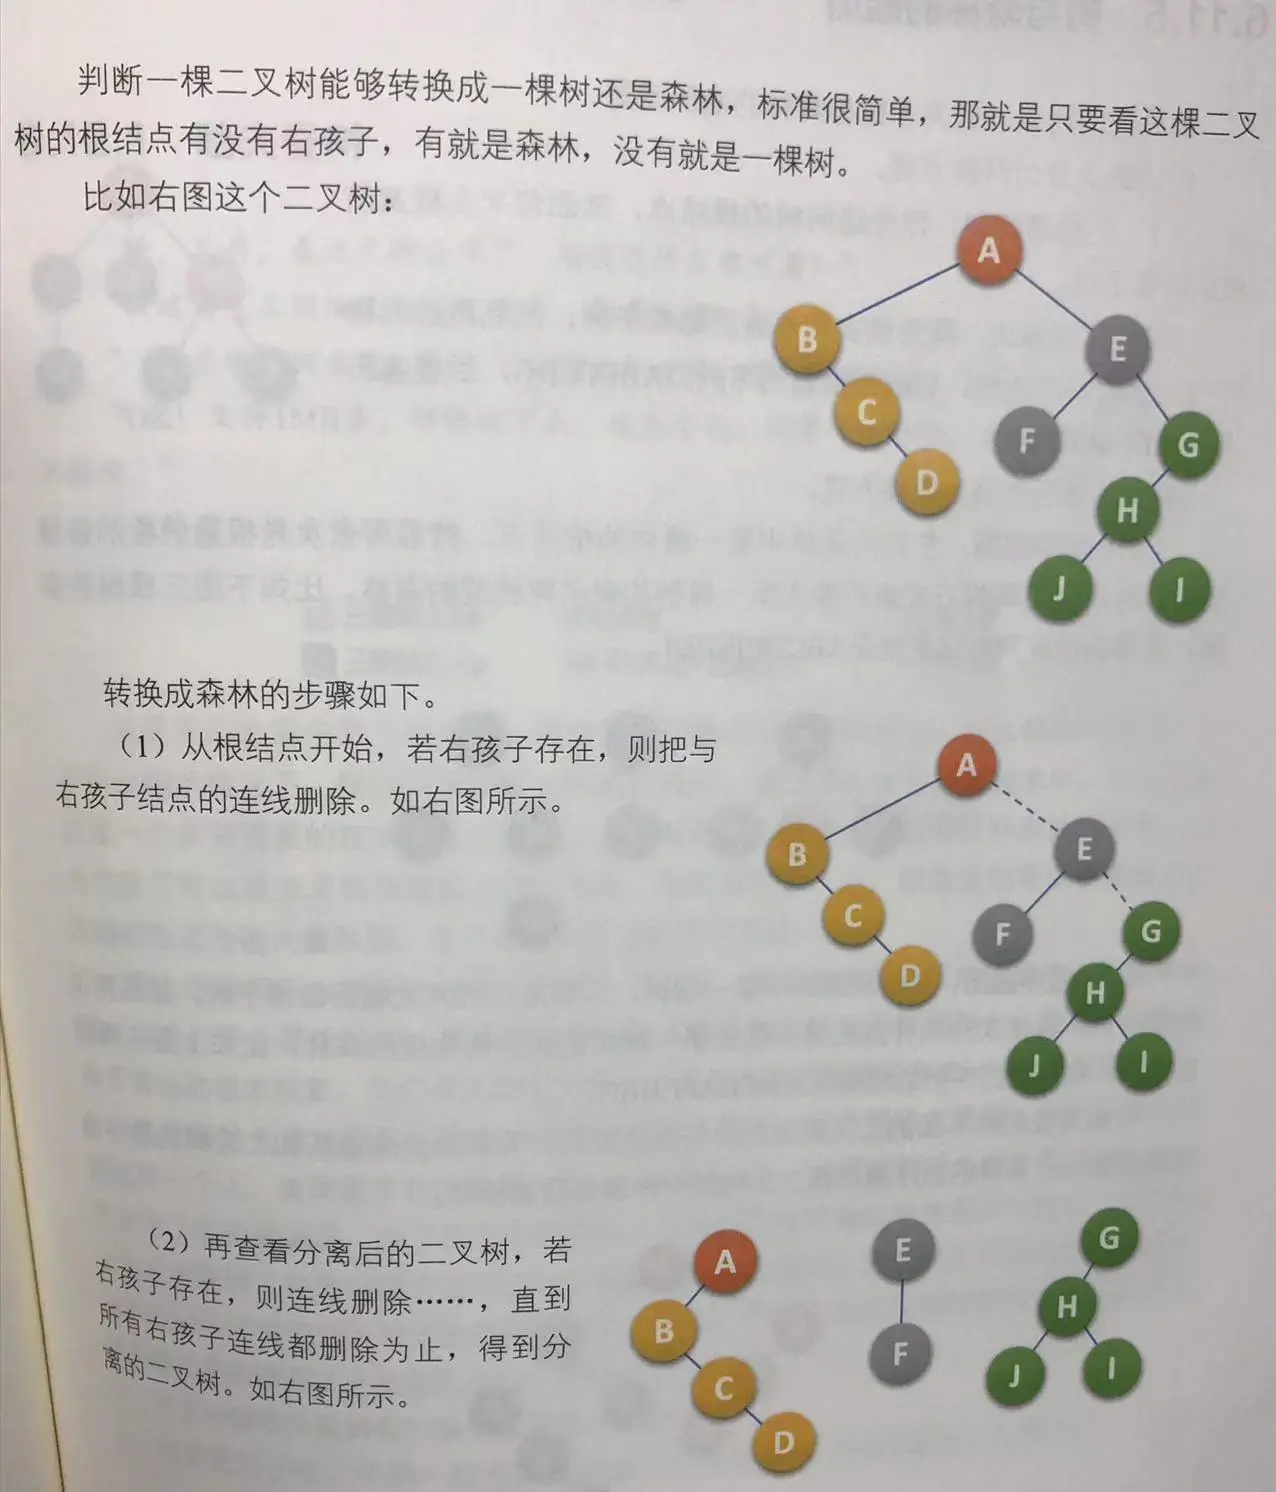 判断一棵二叉树能够转换成一棵树还是森林，标准很简单，那就是只要看这棵二叉
树的根结点有没有右孩子，有就是森林，没有就是一棵树。
比如右图这个二叉树：
A
B
E
C
F
G
D
H
J
I
转换成森林的步骤如下。
（1）从根结点开始，若右孩子存在，则把与
右孩子结点的连线删除。如右图所示。
A
B
E
C
F
G
D
H
J
I
（2）再查看分离后的二叉树，若
右孩子存在，则连线删除……，直到
所有右孩子连线都删除为止，得到分
离的二叉树。如右图所示。
A
E
G
B
H
F
C
J
I
D